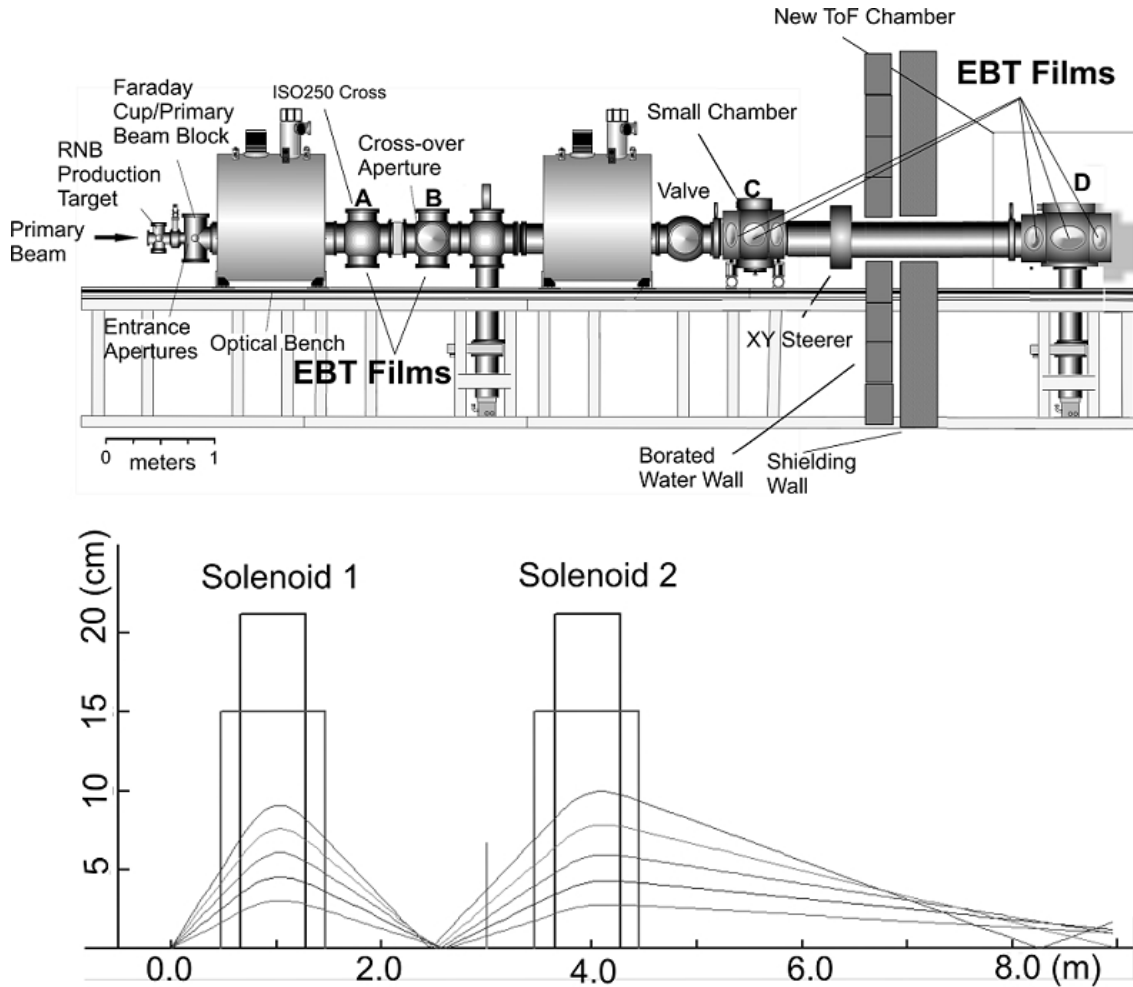 New ToF Chamber
EBT Films
Faraday
Cup/Primary
Beam Block
ISO250 Cross
Small Chamber
Cross-over
Aperture
RNB
Production
Target
Valve
A
B
C
D
Primary
Beam
Entrance
Apertures
Optical Bench
EBT Films
XY Steerer
0 meters 1
Borated
Water Wall
Shielding
Wall
20 (cm)
15
10
5
Solenoid 1
Solenoid 2
0.0 2.0 4.0 6.0 8.0 (m)